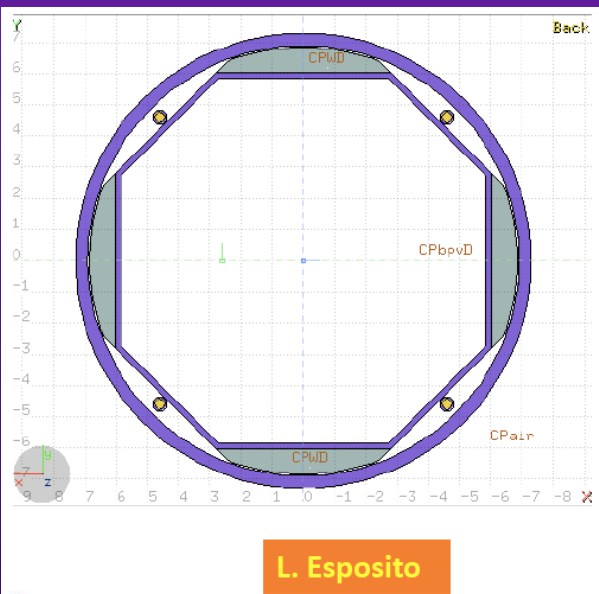 Y Back
7
CPWD
6
5
4
3
2
1
0 CPbpvD
-1
-2
-3
-4
-5
CPair
-6
CPWD
y
-7
x z
9 8 7 6 5 4 3 2 1 0 -1 -2 -3 -4 -5 -6 -7 -8 X
L. Esposito